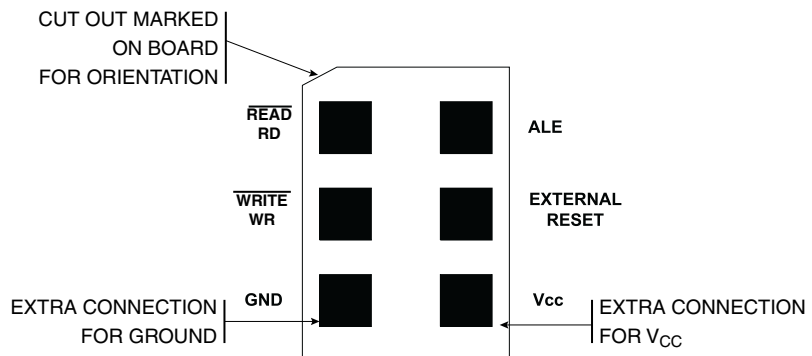 CUT OUT MARKED
ON BOARD
FOR ORIENTATION
READ
RD
ALE
WRITE
WR
EXTERNAL
RESET
GND
Vcc
EXTRA CONNECTION
FOR GROUND
EXTRA CONNECTION
FOR VCC